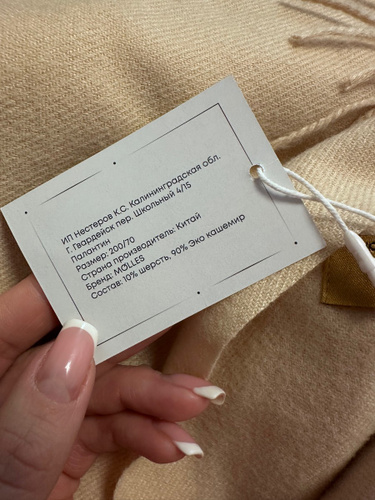 ИП Нестеров К.С. Калининградская обл.
Г. Гвардейск пер. Школьный 4/15
Палантин
Размер: 200/70
Страна производитель: Китай
Бренд: MØLLES
Состав: 10% шерсть, 90% Эко кашемир